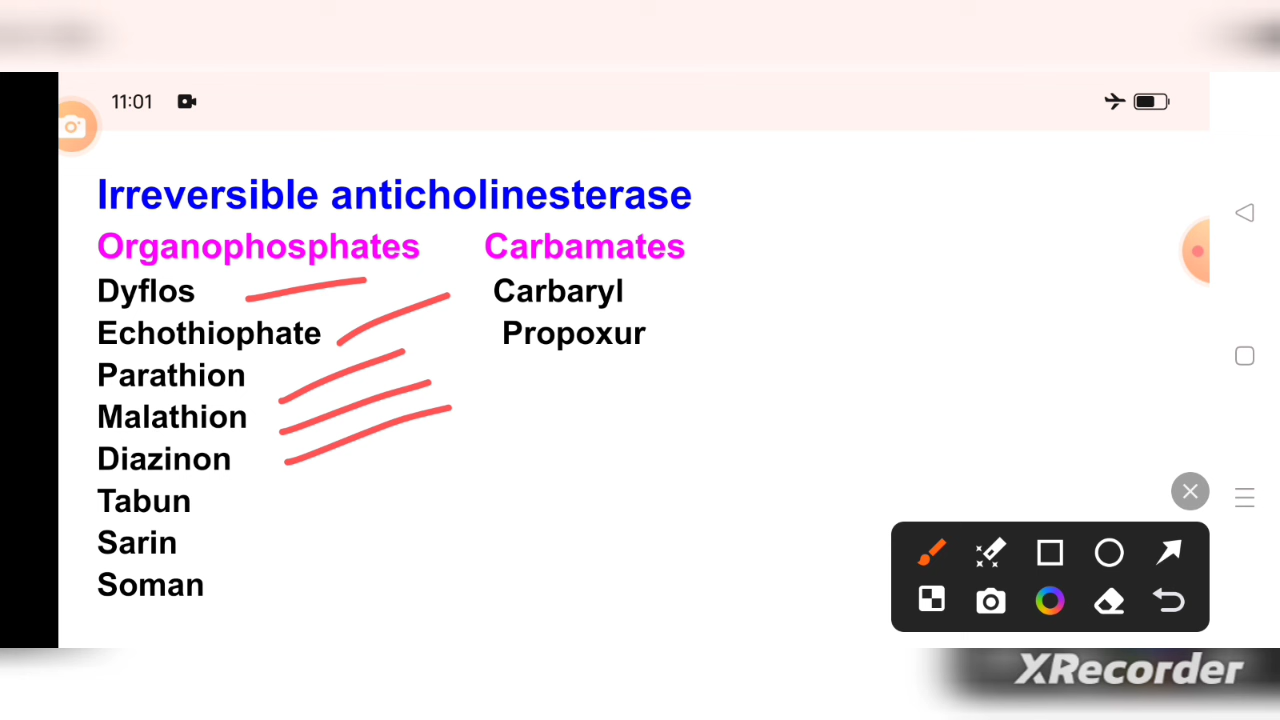 11:01
Irreversible anticholinesterase
Organophosphates Carbamates
Dyflos Carbaryl
Echothiophate Propoxur
Parathion
Malathion
Diazinon
Tabun
Sarin
Soman
XRecorder